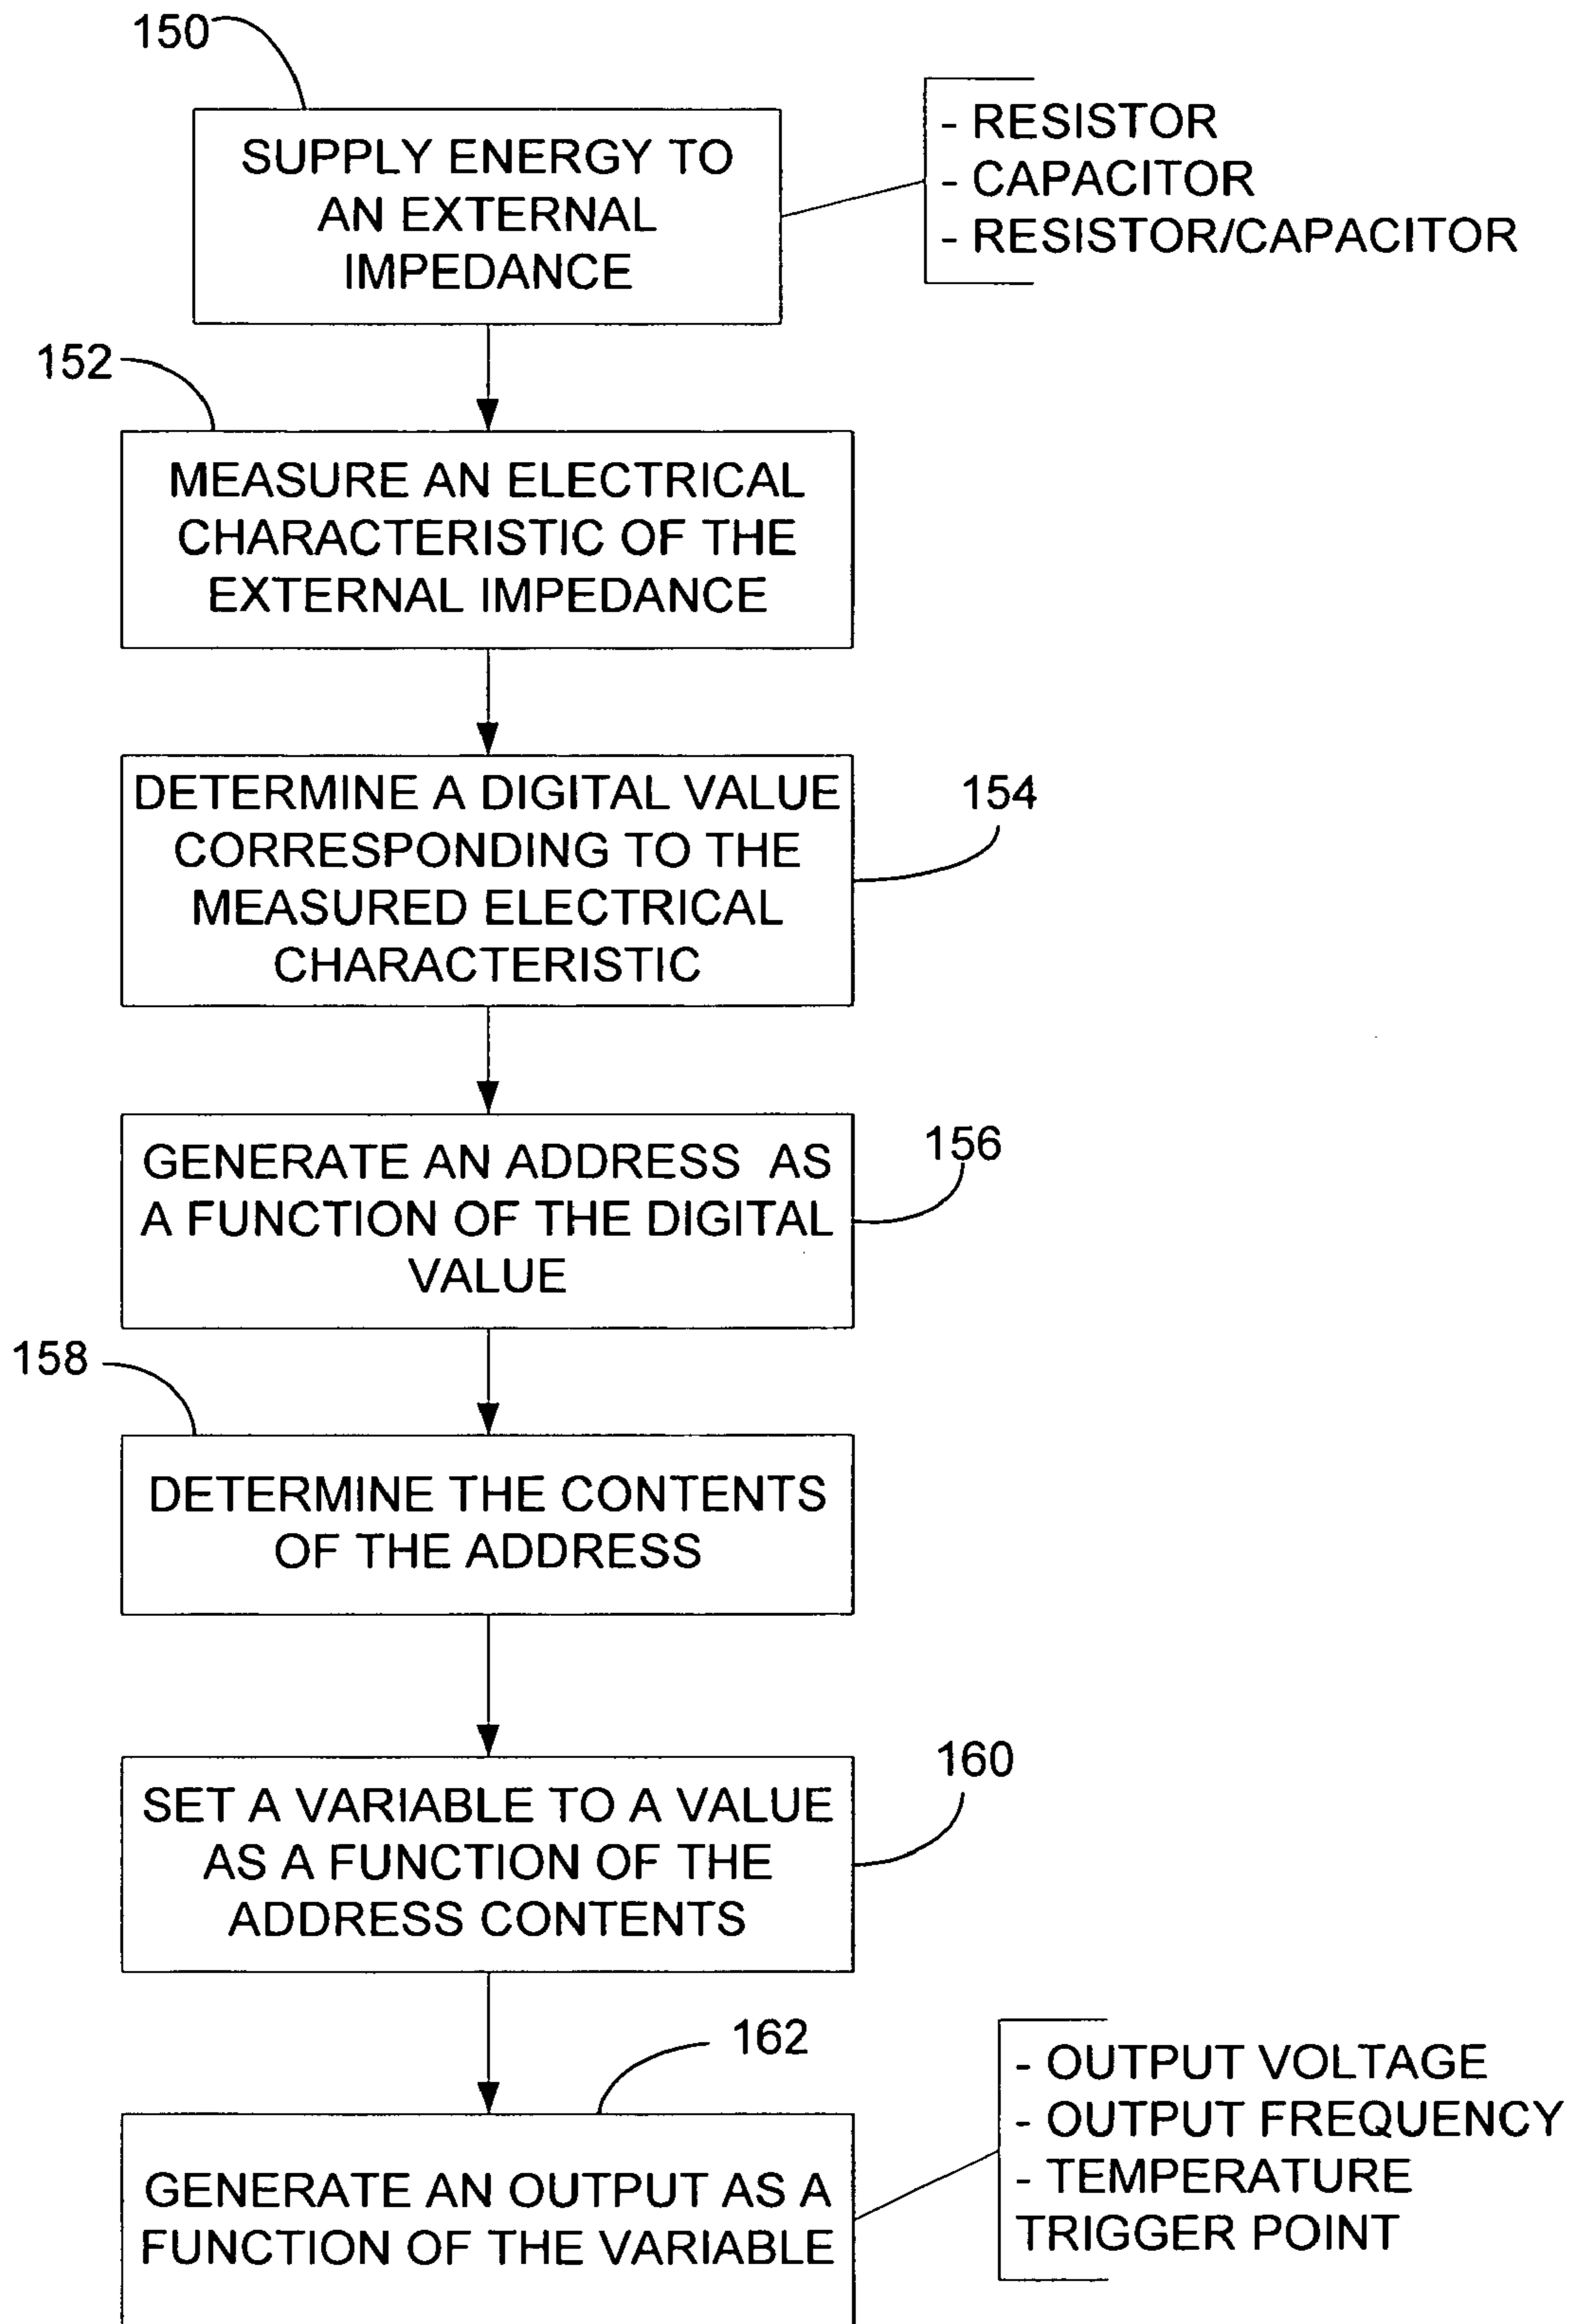 150
SUPPLY ENERGY TO
AN EXTERNAL
IMPEDANCE
- RESISTOR
- CAPACITOR
- RESISTOR/CAPACITOR
152
MEASURE AN ELECTRICAL
CHARACTERISTIC OF THE
EXTERNAL IMPEDANCE
DETERMINE A DIGITAL VALUE
CORRESPONDING TO THE
MEASURED ELECTRICAL
CHARACTERISTIC
154
GENERATE AN ADDRESS AS
A FUNCTION OF THE DIGITAL
VALUE
156
158
DETERMINE THE CONTENTS
OF THE ADDRESS
SET A VARIABLE TO A VALUE
AS A FUNCTION OF THE
ADDRESS CONTENTS
160
162
GENERATE AN OUTPUT AS A
FUNCTION OF THE VARIABLE
- OUTPUT VOLTAGE
- OUTPUT FREQUENCY
- TEMPERATURE
TRIGGER POINT